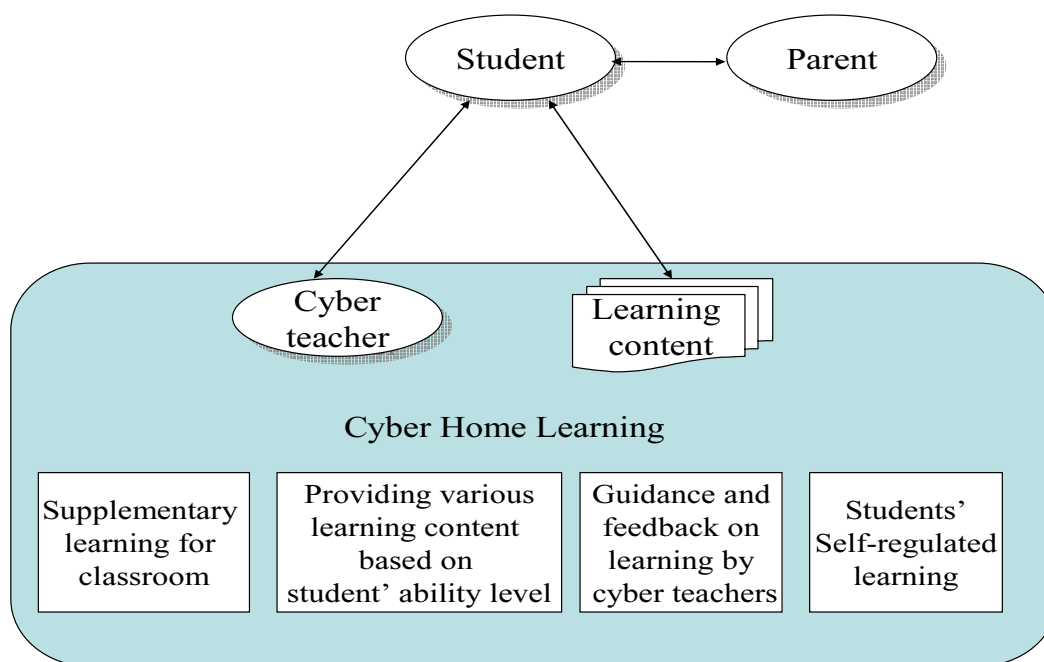 Student
Parent
Cyber
teacher
Learning
content
Cyber Home Learning
Supplementary
learning for
classroom
Providing various
learning content
based on
student’ ability level
Guidance and
feedback on
learning by
cyber teachers
Students’
Self-regulated
learning